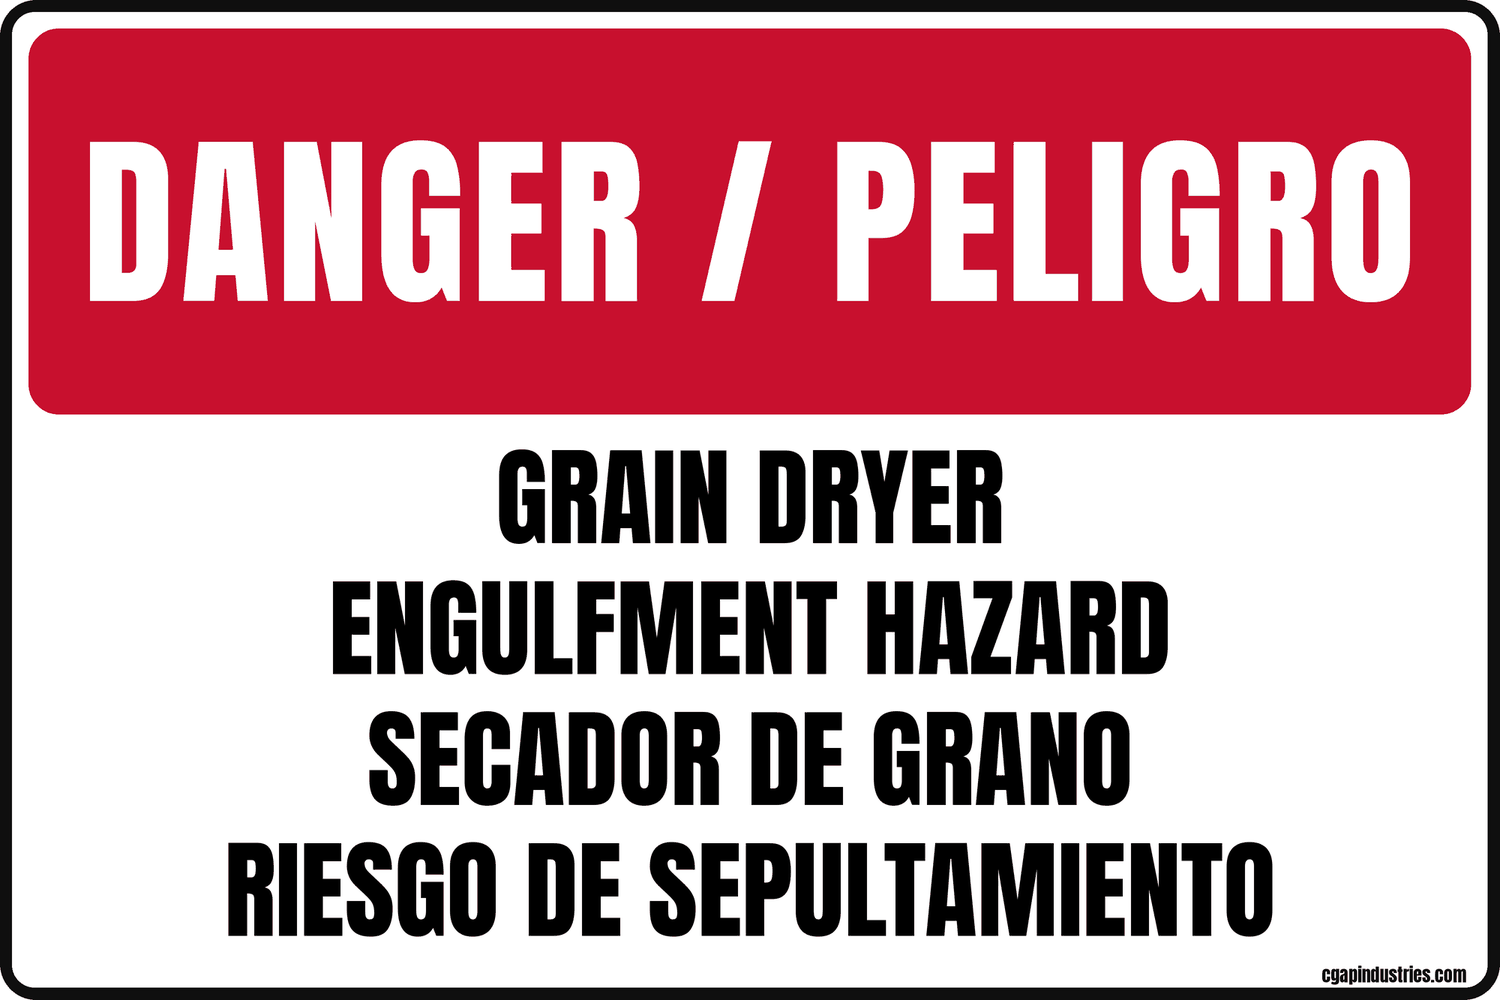 DANGER / PELIGRO
GRAIN DRYER
ENGULFMENT HAZARD
SECADOR DE GRANO
RIESGO DE SEPULTAMIENTO
cgapindustries.com